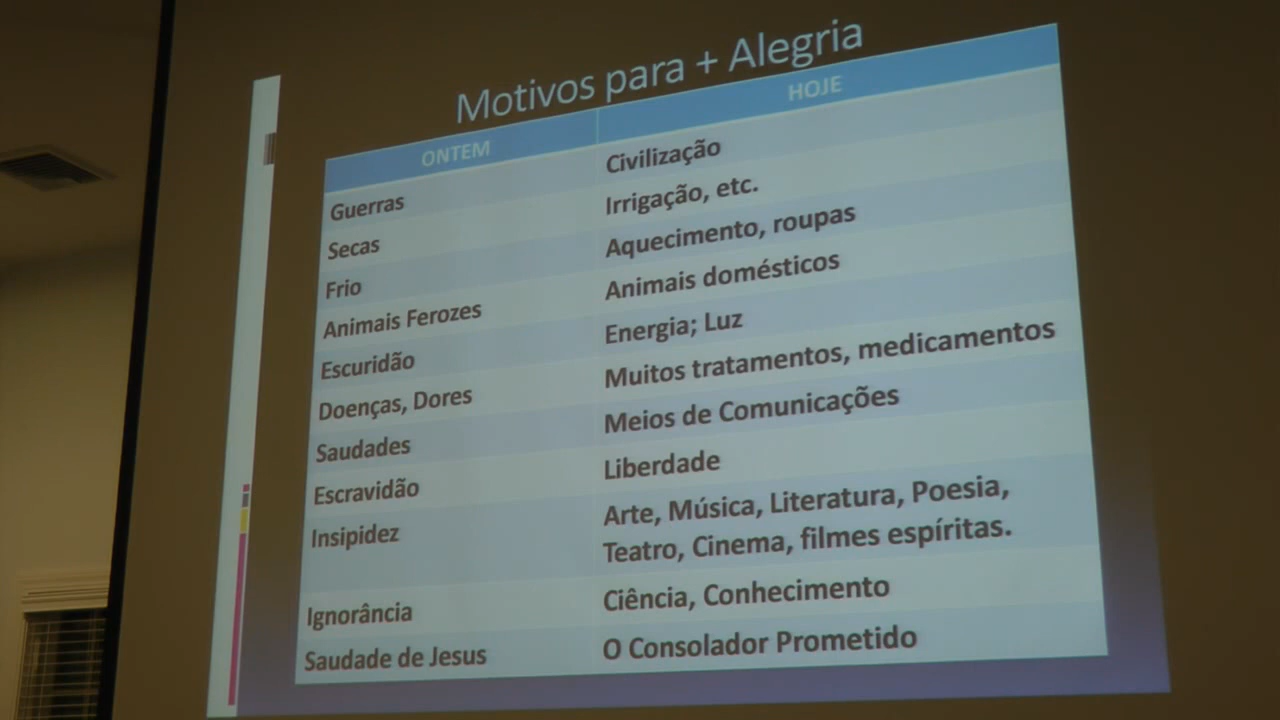 Motivos para + Alegria
ONTEM HOJE
Guerras Civilização
Secas Irrigação, etc.
Frio Aquecimento, roupas
Animais Ferozes Animais domésticos
Escuridão Energia; Luz
Doenças, Dores Muitos tratamentos, medicamentos
Saudades Meios de Comunicações
Escravidão Liberdade
Insipidez Arte, Música, Literatura, Poesia,
Teatro, Cinema, filmes espíritas.
Ignorância Ciência, Conhecimento
Saudade de Jesus O Consolador Prometido